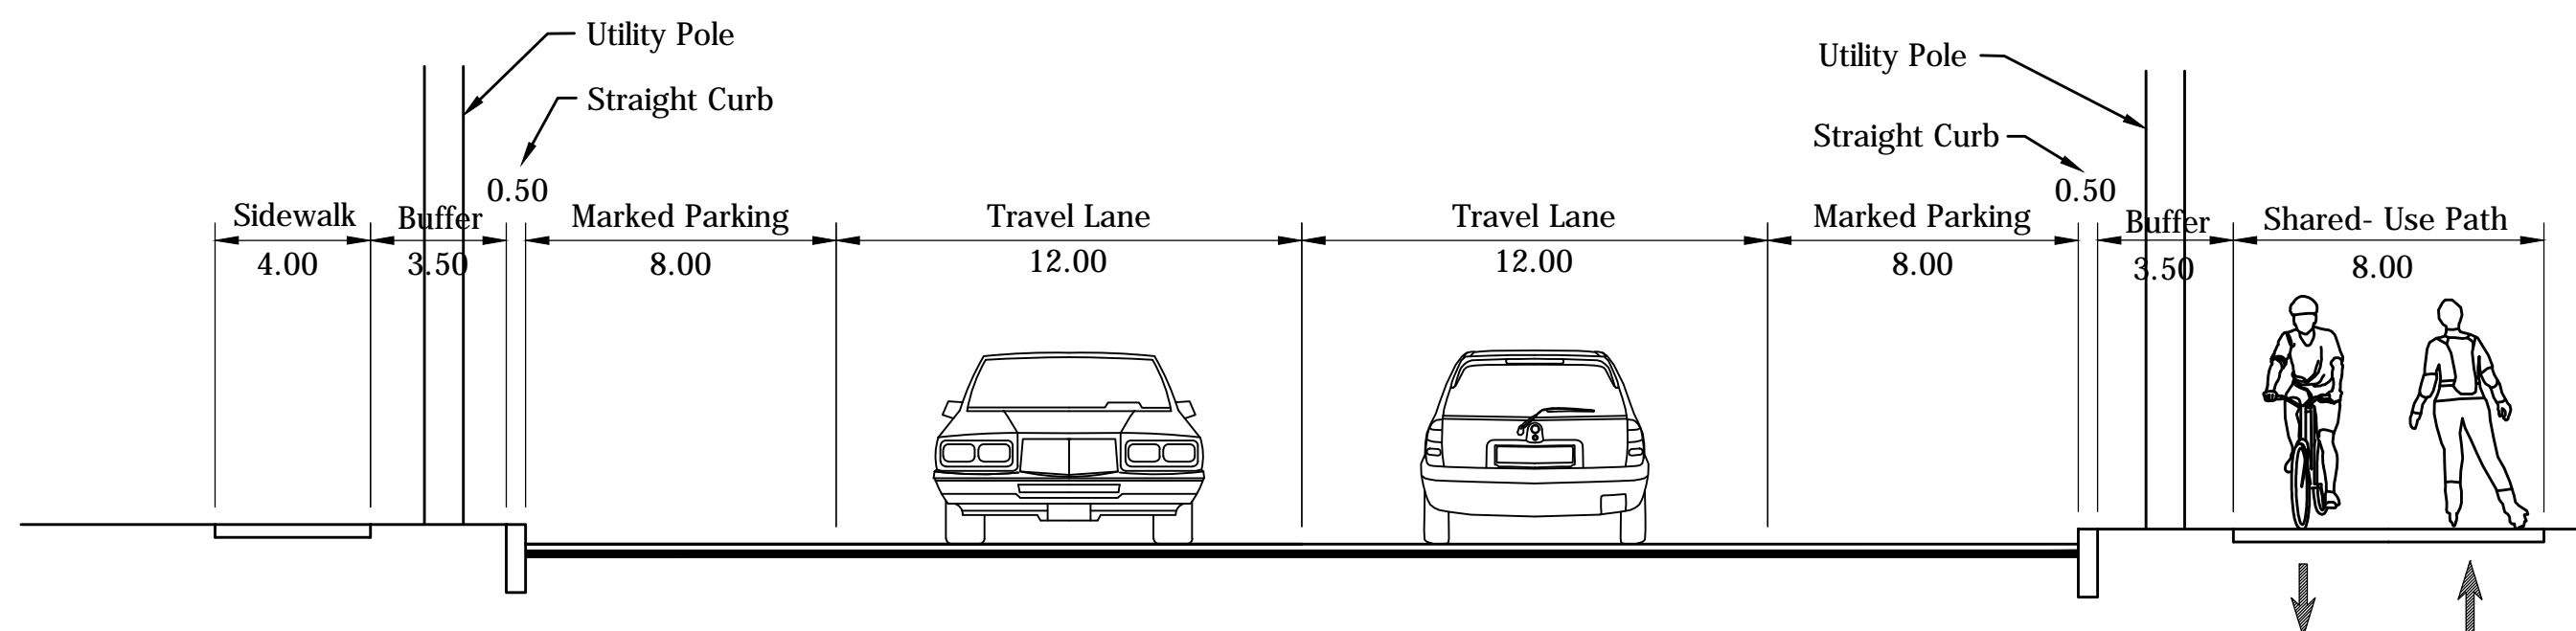 Utility Pole
Straight Curb
Utility Pole
Straight Curb
0.50
0.50
Sidewalk
Buffer
Marked Parking
Travel Lane
Travel Lane
Marked Parking
Buffer
Shared- Use Path
4.00
3.50
8.00
12.00
12.00
8.00
3.50
8.00